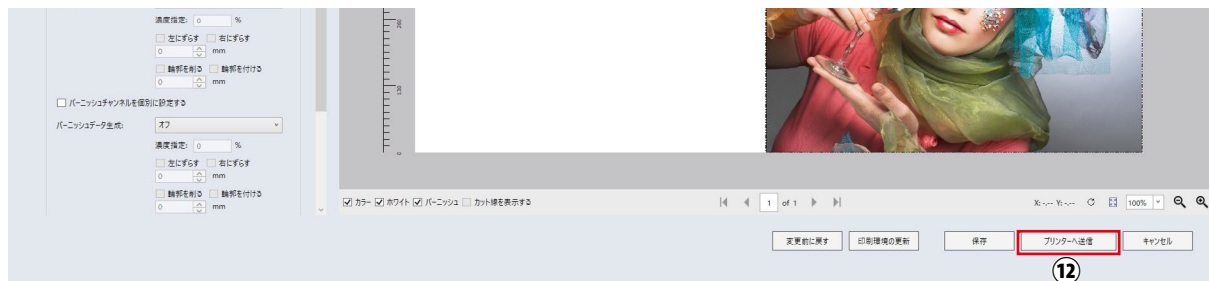 濃度指定: 0 %
左にずらす 右にずらす
0 mm
輪郭を削る 輪郭を付ける
0 mm
バーニッシュチャンネルを個別に設定する
バーニッシュデータ生成: オフ
濃度指定: 0 %
左にずらす 右にずらす
0 mm
輪郭を削る 輪郭を付ける
0 mm
260
130
0
カラー ホワイト バーニッシュ カット線を表示する
1 of 1
X: -.-- Y: -.--
100%
変更前に戻す 印刷環境の更新 保存 プリンターへ送信 キャンセル
⑫